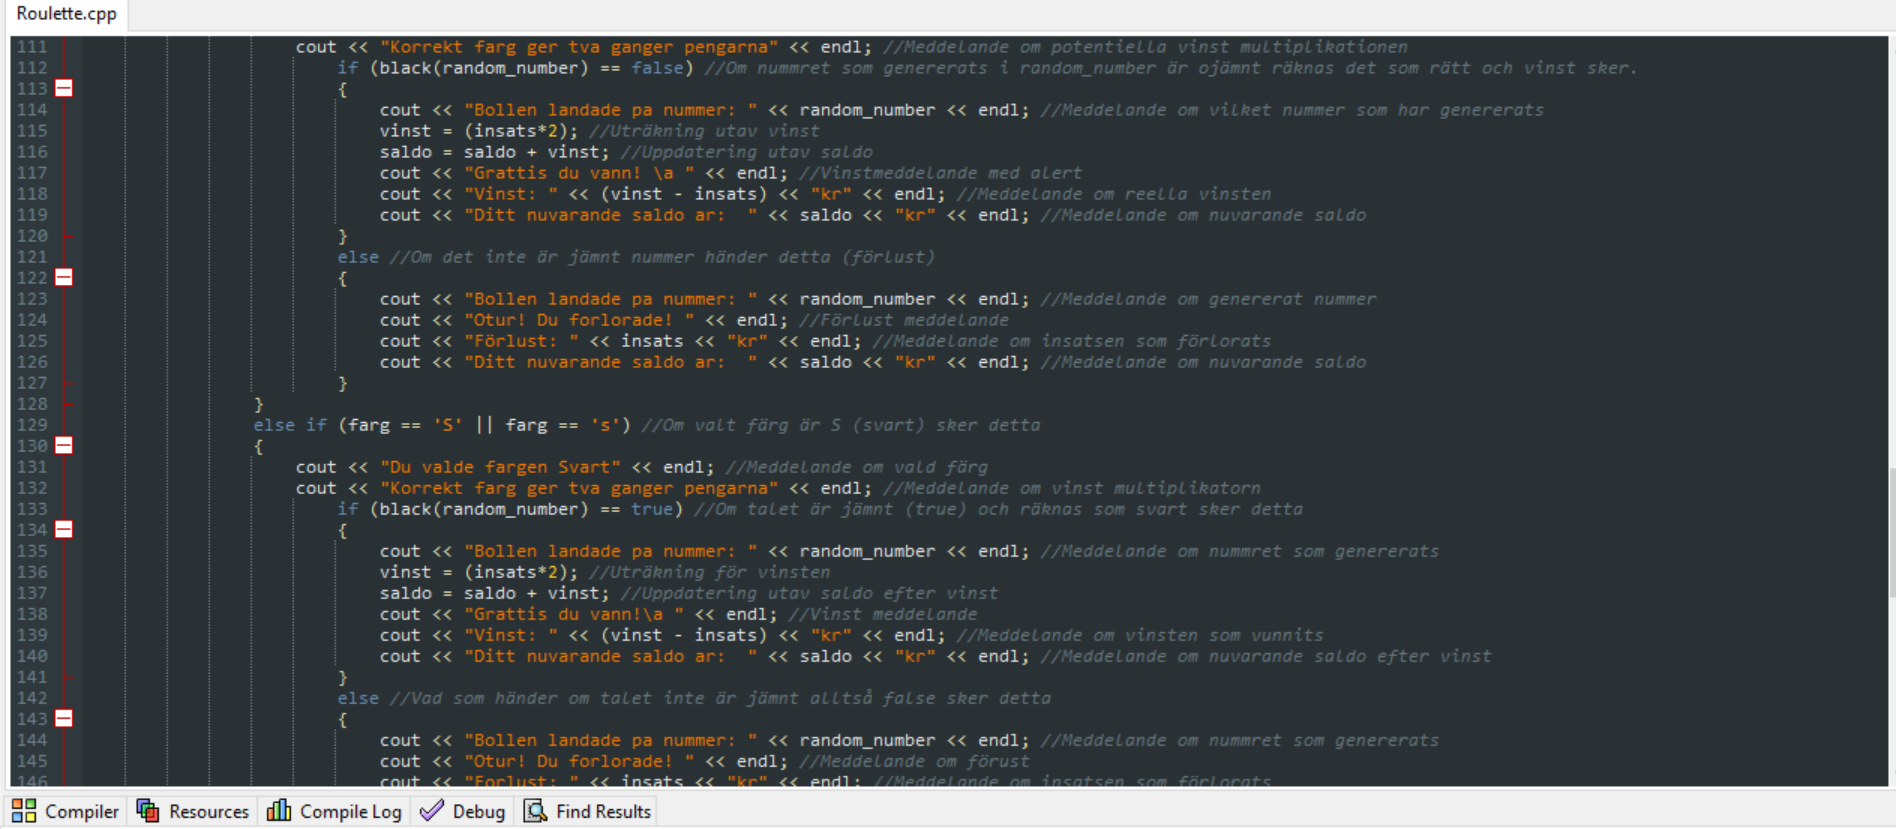 Roulette.cpp
111 cout << "Korrekt farg ger tva ganger pengarna" << endl; //Meddelande om potentiella vinst multiplikationen
112 if (black(random_number) == false) //Om nummret som genererats i random_number är ojämnt räknas det som rätt och vinst sker.
113 {
114 cout << "Bollen landade pa nummer: " << random_number << endl; //Meddelande om vilket nummer som har genererats
115 vinst = (insats*2); //Uträkning utav vinst
116 saldo = saldo + vinst; //Uppdatering utav saldo
117 cout << "Grattis du vann! \a " << endl; //Vinstmeddelande med alert
118 cout << "Vinst: " << (vinst - insats) << "kr" << endl; //Meddelande om reella vinsten
119 cout << "Ditt nuvarande saldo ar:  " << saldo << "kr" << endl; //Meddelande om nuvarande saldo
120 }
121 else //Om det inte är jämnt nummer händer detta (förlust)
122 {
123 cout << "Bollen landade pa nummer: " << random_number << endl; //Meddelande om genererat nummer
124 cout << "Otur! Du forlorade! " << endl; //Förlust meddelande
125 cout << "Förlust: " << insats << "kr" << endl; //Meddelande om insatsen som förlorats
126 cout << "Ditt nuvarande saldo ar:  " << saldo << "kr" << endl; //Meddelande om nuvarande saldo
127 }
128 }
129 else if (farg == 'S' || farg == 's') //Om valt färg är S (svart) sker detta
130 {
131 cout << "Du valde fargen Svart" << endl; //Meddelande om vald färg
132 cout << "Korrekt farg ger tva ganger pengarna" << endl; //Meddelande om vinst multiplikatorn
133 if (black(random_number) == true) //Om talet är jämnt (true) och räknas som svart sker detta
134 {
135 cout << "Bollen landade pa nummer: " << random_number << endl; //Meddelande om nummret som genererats
136 vinst = (insats*2); //Uträkning för vinsten
137 saldo = saldo + vinst; //Uppdatering utav saldo efter vinst
138 cout << "Grattis du vann!\a " << endl; //Vinst meddelande
139 cout << "Vinst: " << (vinst - insats) << "kr" << endl; //Meddelande om vinsten som vunnits
140 cout << "Ditt nuvarande saldo ar:  " << saldo << "kr" << endl; //Meddelande om nuvarande saldo efter vinst
141 }
142 else //Vad som händer om talet inte är jämnt alltså false sker detta
143 {
144 cout << "Bollen landade pa nummer: " << random_number << endl; //Meddelande om nummret som genererats
145 cout << "Otur! Du forlorade! " << endl; //Meddelande om förust
146 cout << "Forlust: " << insats << "kr" << endl; //Meddelande om insatsen som förlorats
Compiler Resources Compile Log Debug Find Results